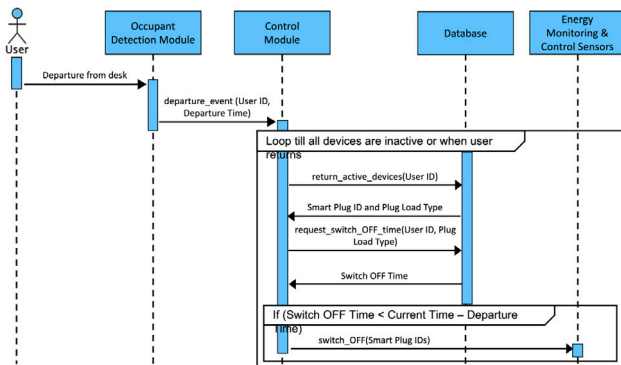 Occupant
Detection Module
Control
Module
Database
Energy
Monitoring &
Control Sensors
User
Departure from desk
departure_event (User ID,
Departure Time)
Loop till all devices are inactive or when user
returns
return_active_devices(User ID)
Smart Plug ID and Plug Load Type
request_switch_OFF_time(User ID, Plug
Load Type)
Switch OFF Time
If (Switch OFF Time < Current Time – Departure
Time)
switch_OFF(Smart Plug IDs)